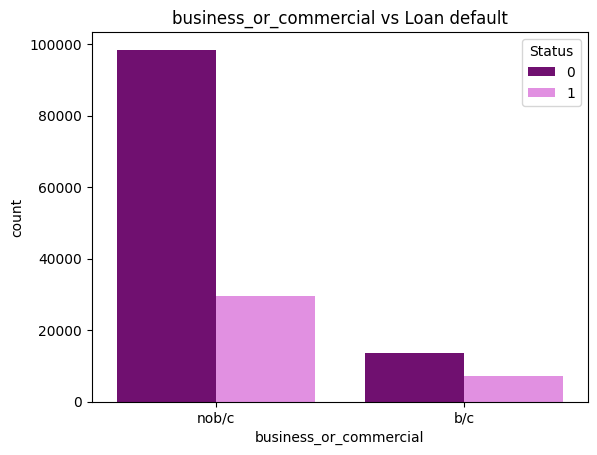 business_or_commercial vs Loan default
Status
0
1
100000
80000
60000
40000
20000
0
count
nob/c
b/c
business_or_commercial